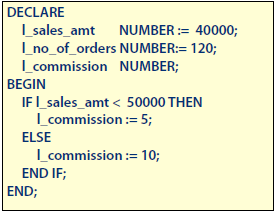 DECLARE
l_sales_amt NUMBER := 40000;
l_no_of_orders NUMBER:= 120;
l_commission NUMBER;
BEGIN
IF l_sales_amt < 50000 THEN
l_commission := 5;
ELSE
l_commission := 10;
END IF;
END;